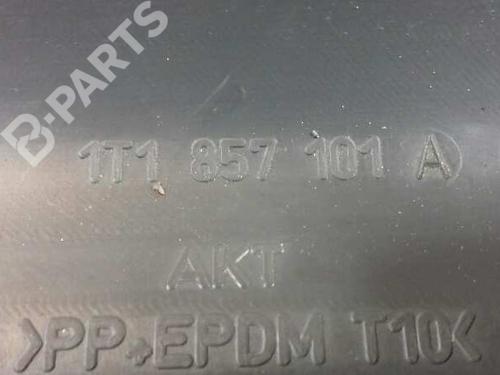 B-PARTS
1T1 857 101 A
AKT
>PP+EPDM T10<